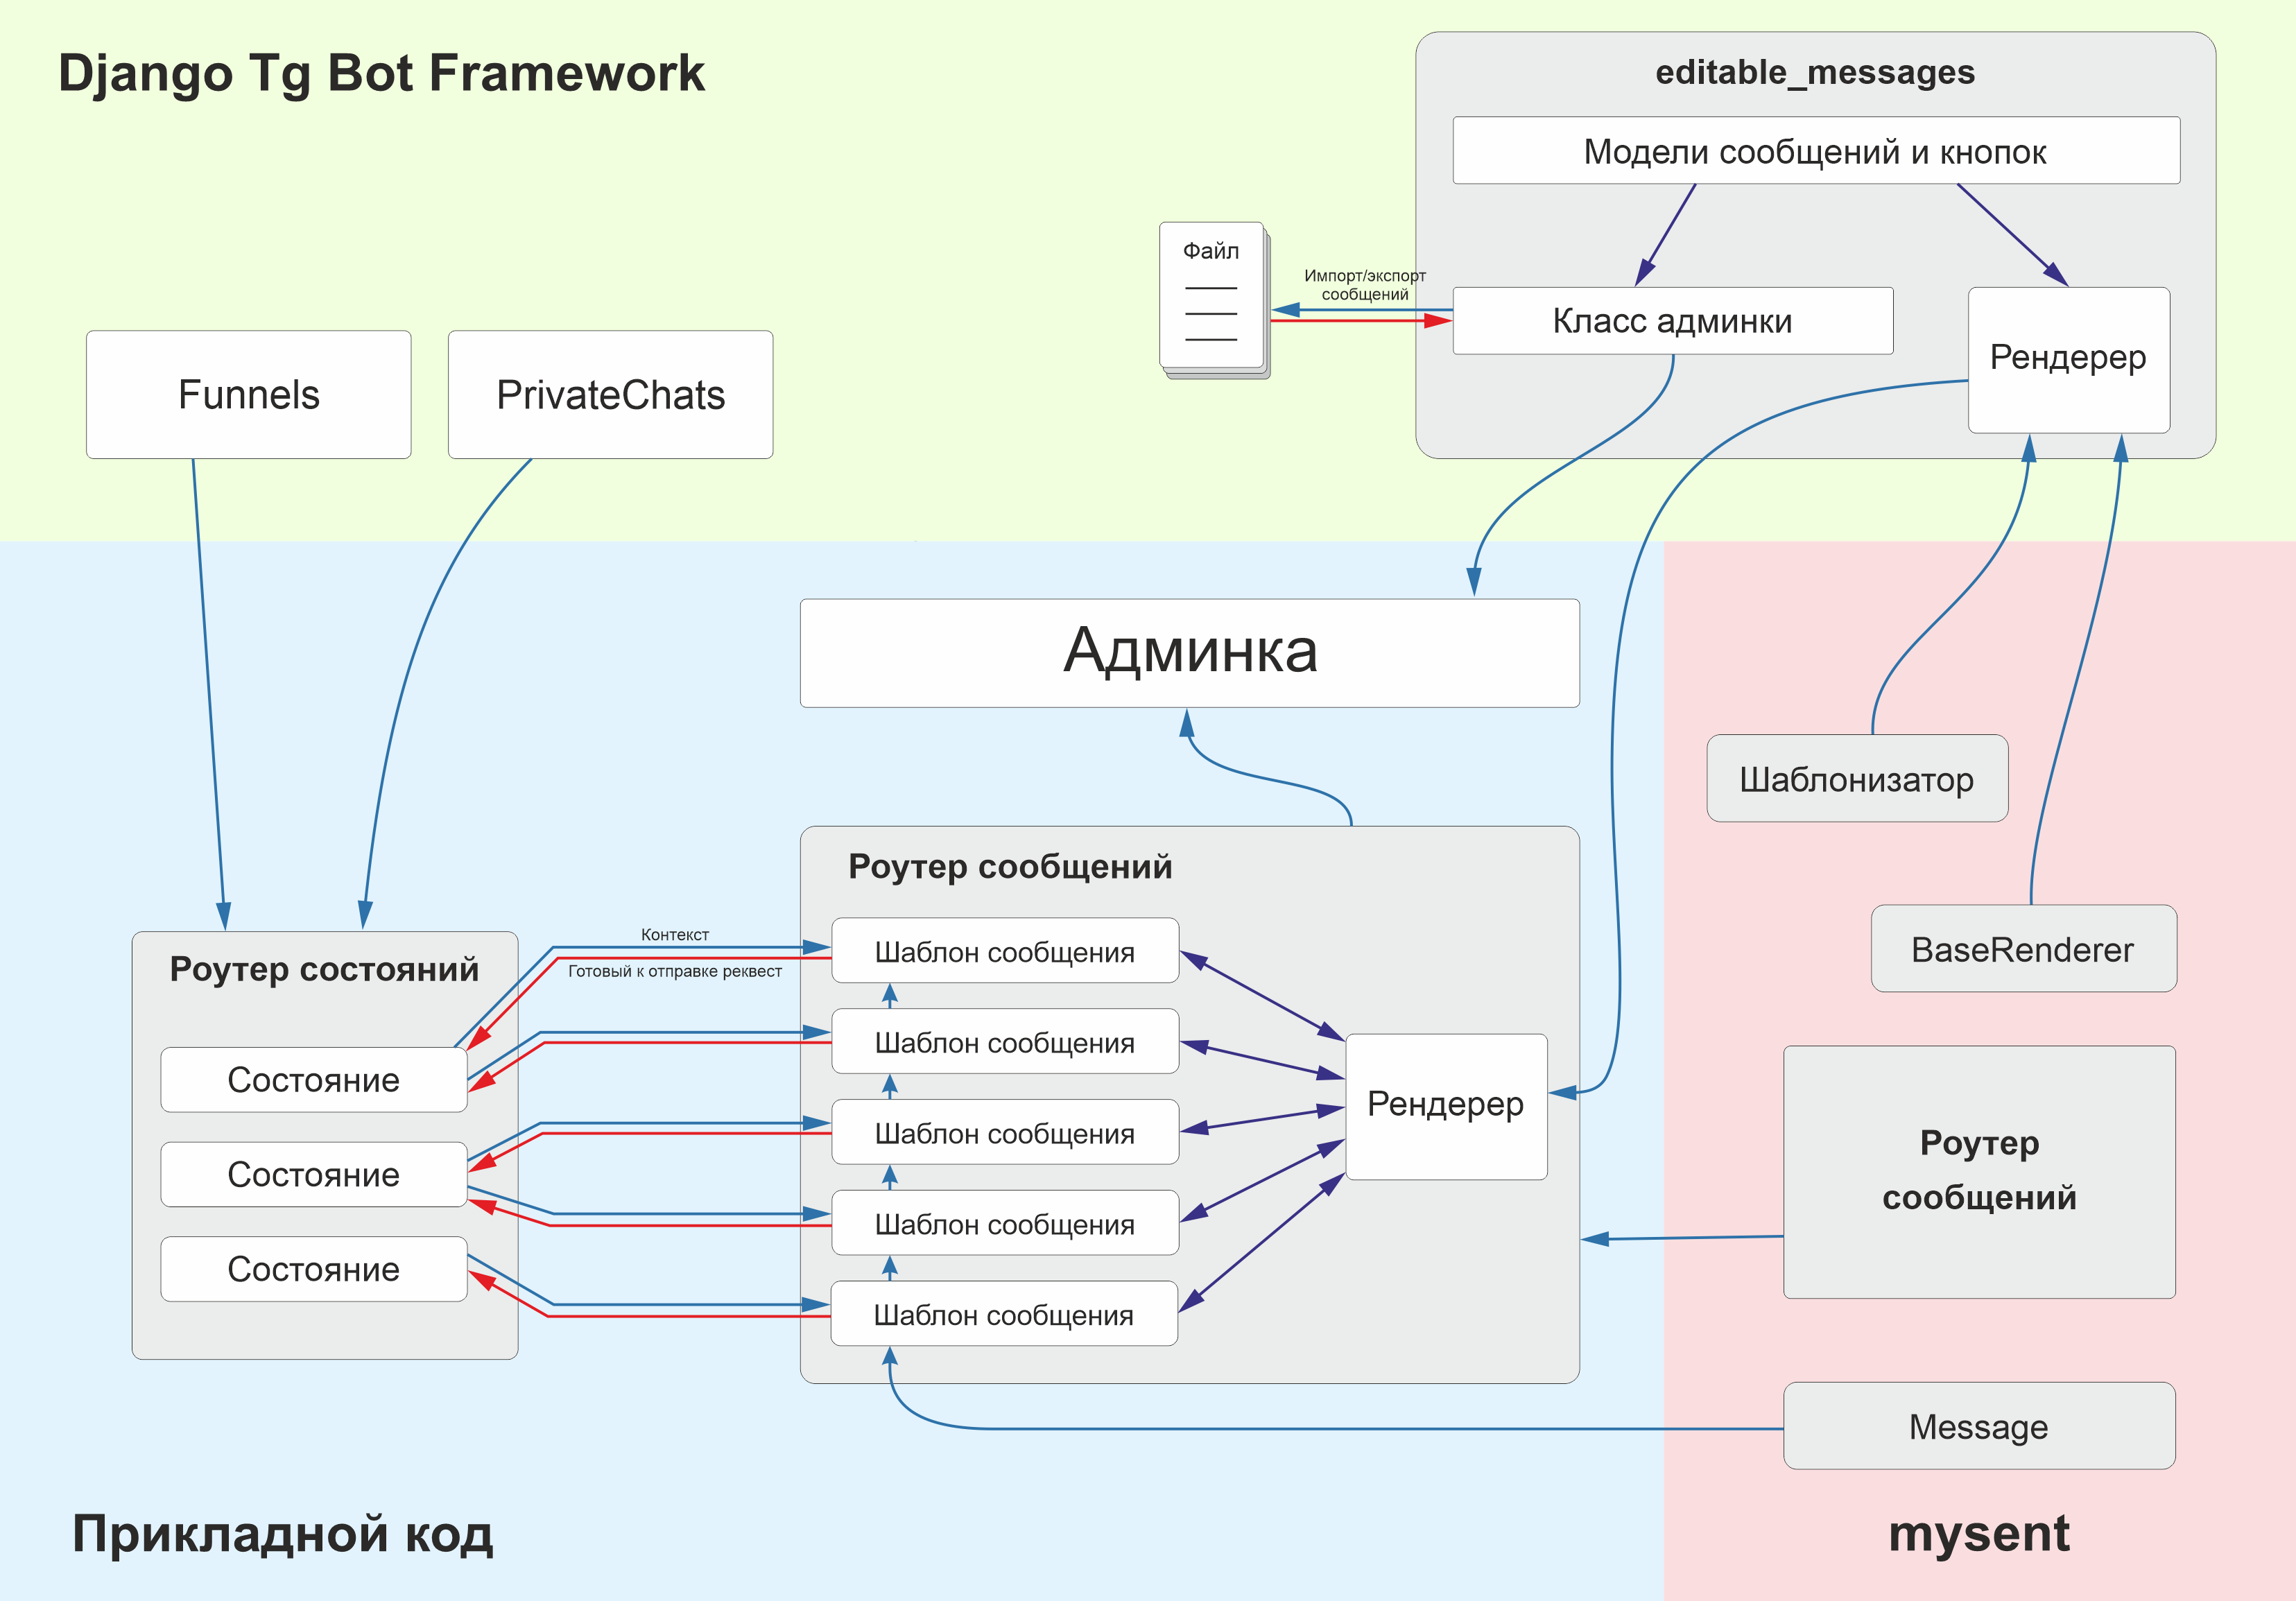 Django Tg Bot Framework
editable_messages
Модели сообщений и кнопок
Файл
Импорт/экспорт
сообщений
Класс админки
Рендерер
Funnels
PrivateChats
Админка
Шаблонизатор
Роутер сообщений
BaseRenderer
Роутер состояний
Контекст
Готовый к отправке реквест
Шаблон сообщения
Шаблон сообщения
Шаблон сообщения
Шаблон сообщения
Шаблон сообщения
Рендерер
Состояние
Состояние
Состояние
Роутер
сообщений
Message
Прикладной код
mysent